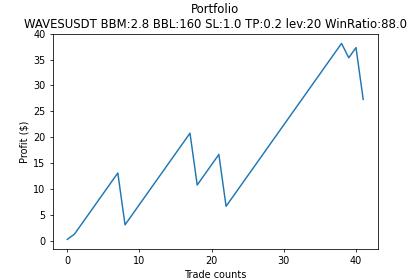 Portfolio
WAVESUSDT BBM:2.8 BBL:160 SL:1.0 TP:0.2 lev:20 WinRatio:88.0
40
35
30
25
20
15
10
5
0
Profit ($)
0 10 20 30 40
Trade counts